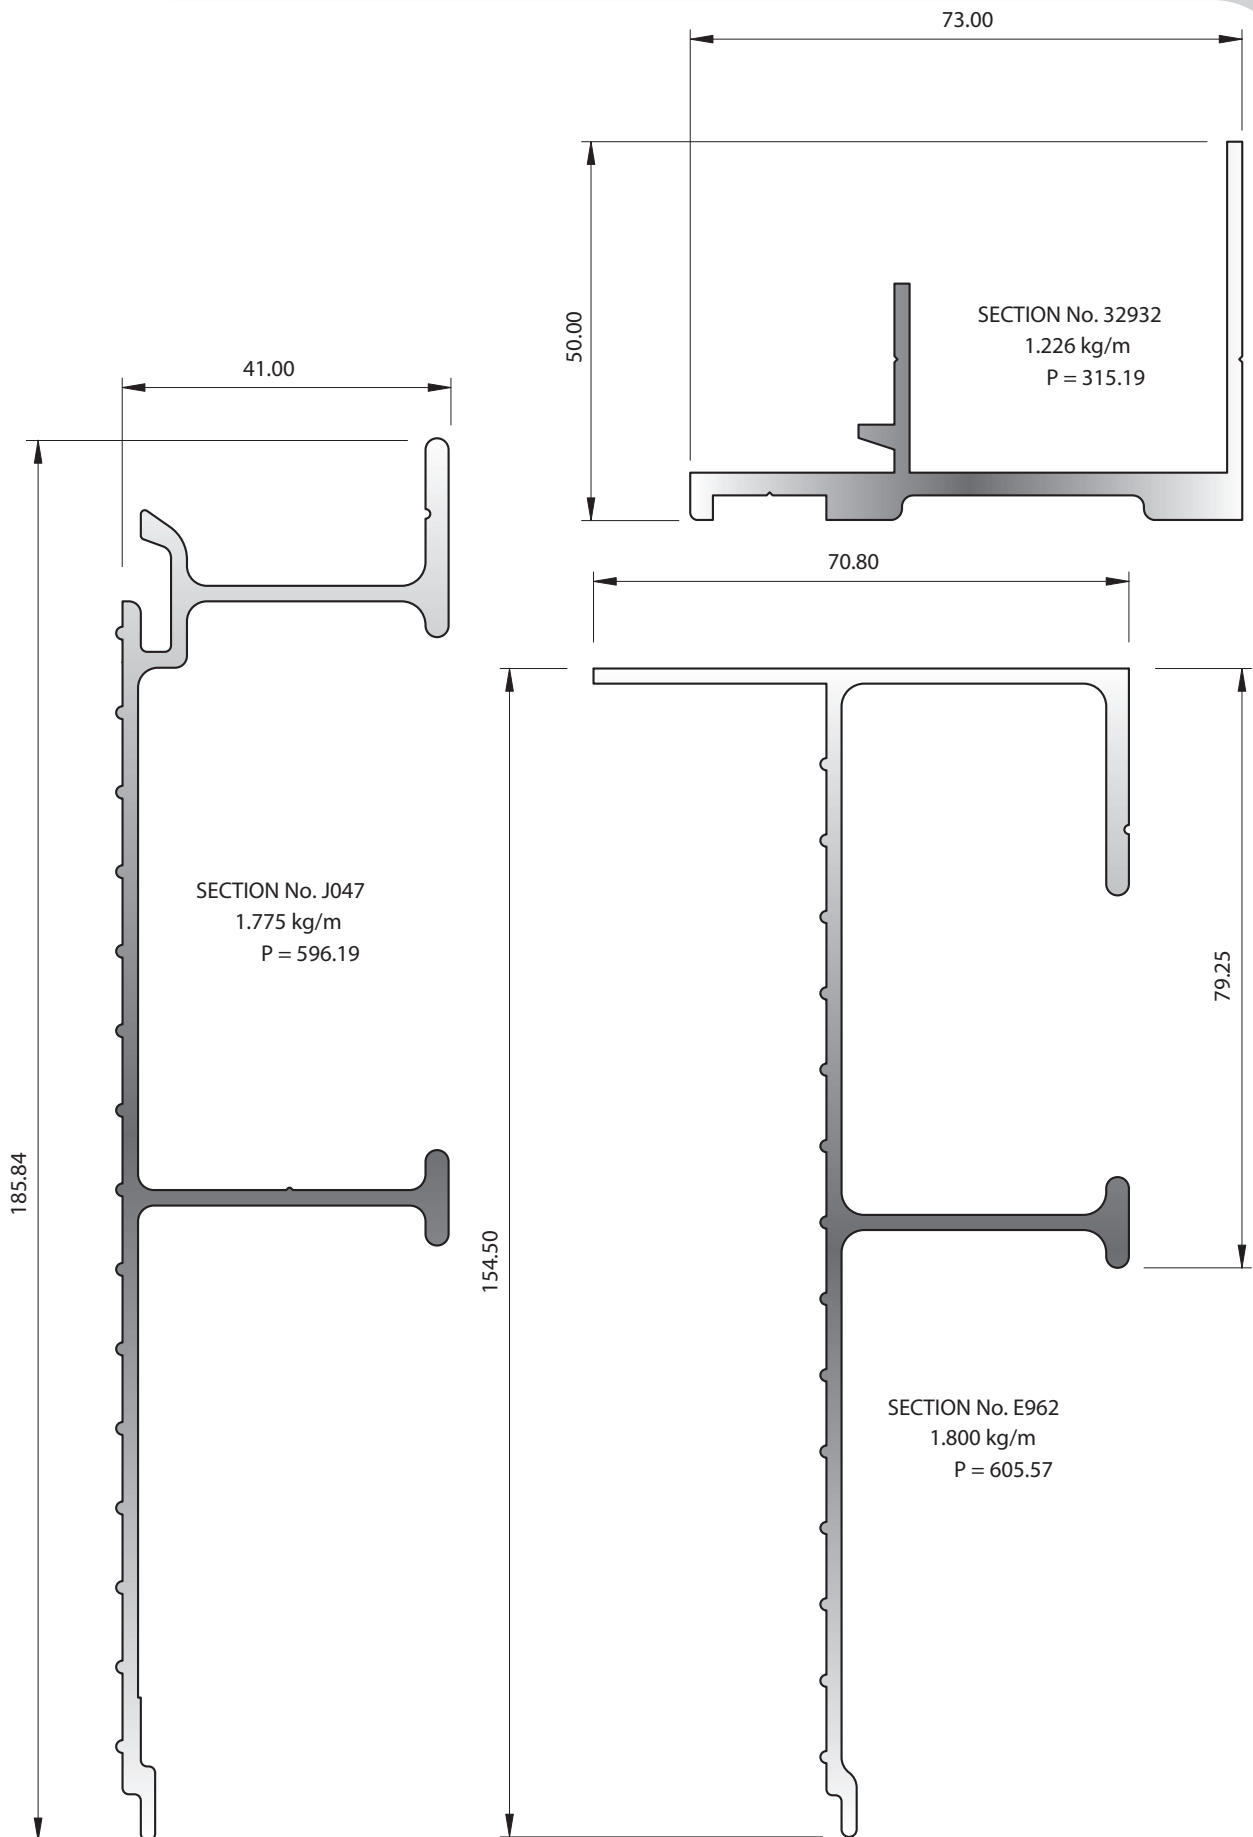 73.00
50.00
SECTION No. 32932
1.226 kg/m
P = 315.19
41.00
70.80
185.84
SECTION No. J047
1.775 kg/m
P = 596.19
154.50
79.25
SECTION No. E962
1.800 kg/m
P = 605.57